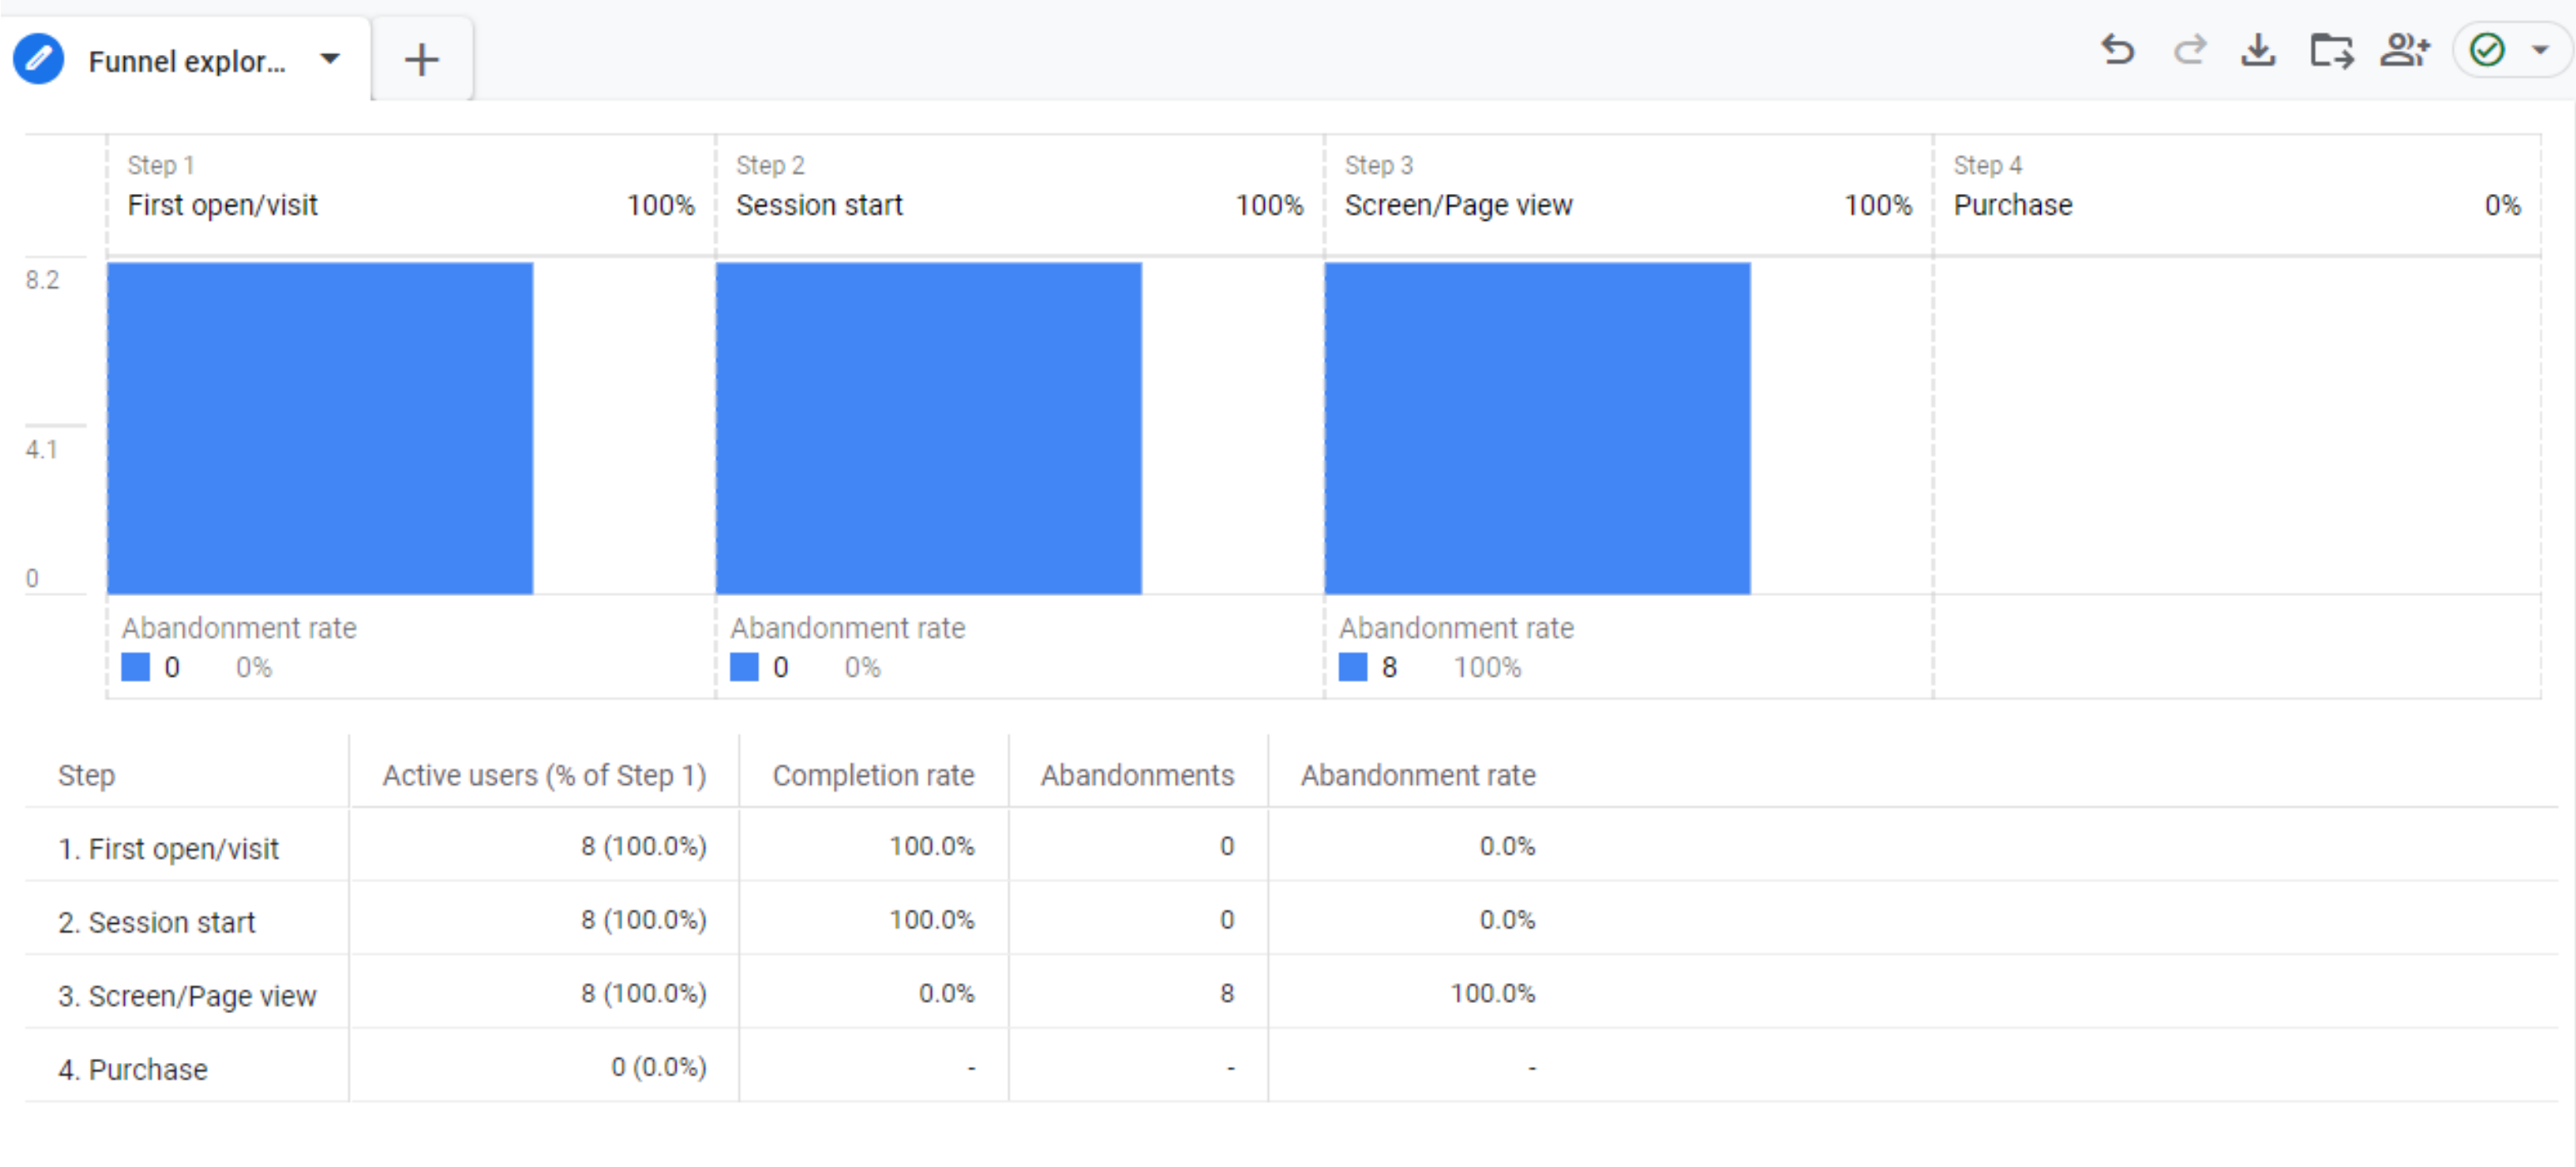 Funnel explor...
Step 1
First open/visit 100%
Step 2
Session start 100%
Step 3
Screen/Page view 100%
Step 4
Purchase 0%
8.2
4.1
0
Abandonment rate
0 0%
Abandonment rate
0 0%
Abandonment rate
8 100%
Step Active users (% of Step 1) Completion rate Abandonments Abandonment rate
1. First open/visit 8 (100.0%) 100.0% 0 0.0%
2. Session start 8 (100.0%) 100.0% 0 0.0%
3. Screen/Page view 8 (100.0%) 0.0% 8 100.0%
4. Purchase 0 (0.0%) - - -